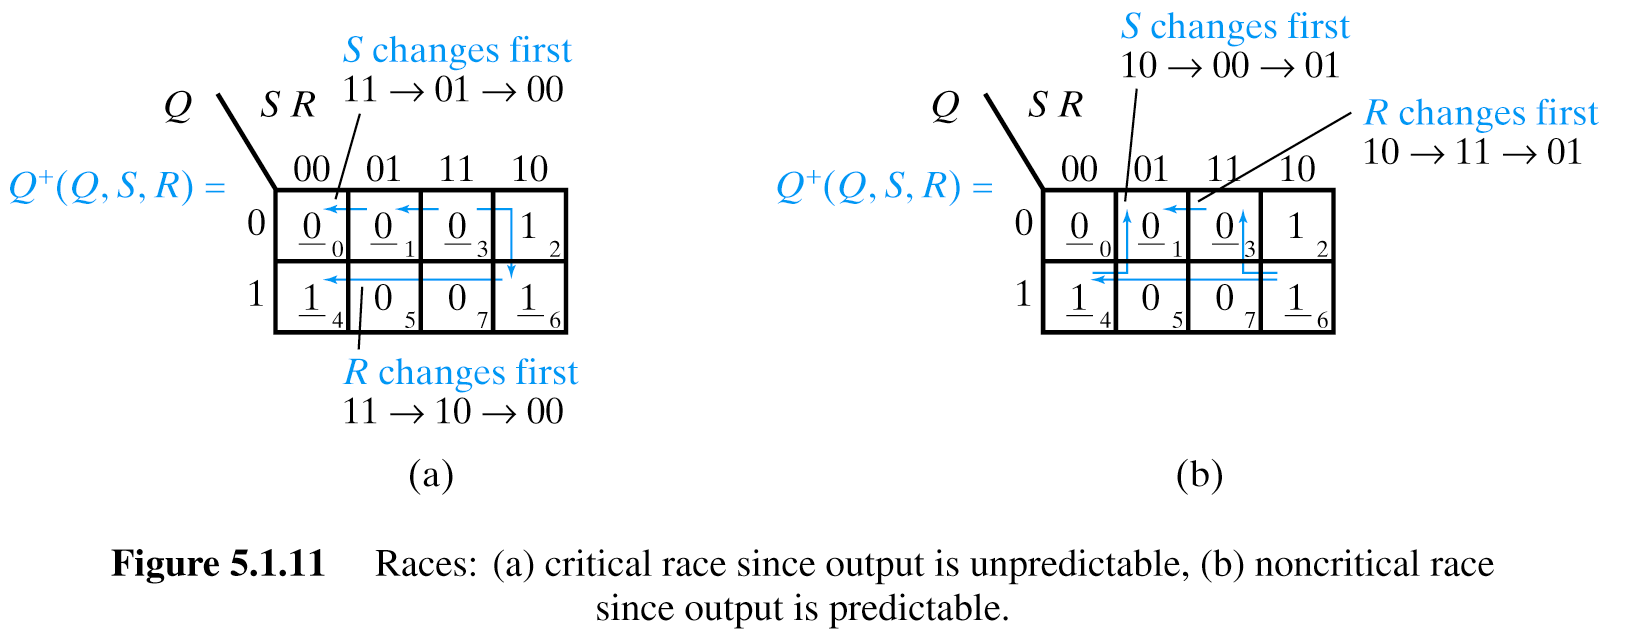 S changes first
11 → 01 → 00
Q S R
00 01 11 10
Q⁺(Q, S, R) =
0 0 0 0 1 0 3 1 2
1 1 4 0 5 0 7 1 6
R changes first
11 → 10 → 00
(a)
S changes first
10 → 00 → 01
Q S R
R changes first
10 → 11 → 01
00 01 11 10
Q⁺(Q, S, R) =
0 0 0 0 1 0 3 1 2
1 1 4 0 5 0 7 1 6
(b)
Figure 5.1.11 Races: (a) critical race since output is unpredictable, (b) noncritical race
since output is predictable.